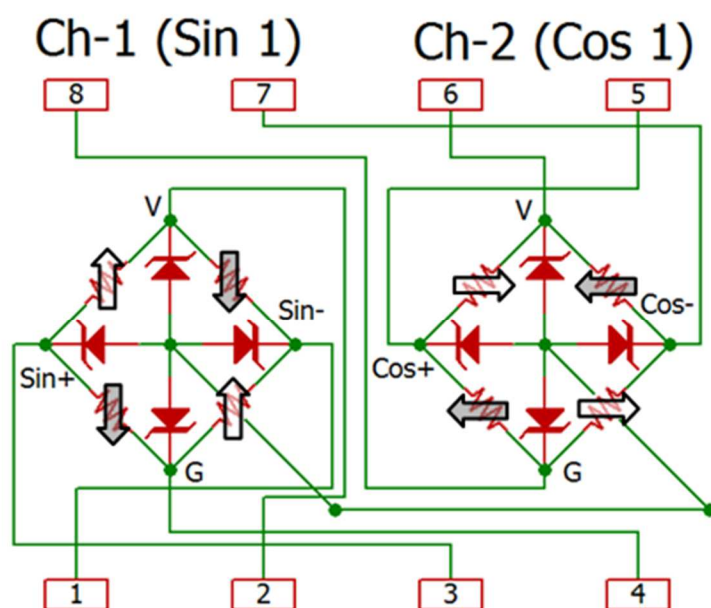 Ch-1 (Sin 1) Ch-2 (Cos 1)
8 7 6 5
V V
Sin- Cos-
Sin+ Cos+
G G
1 2 3 4